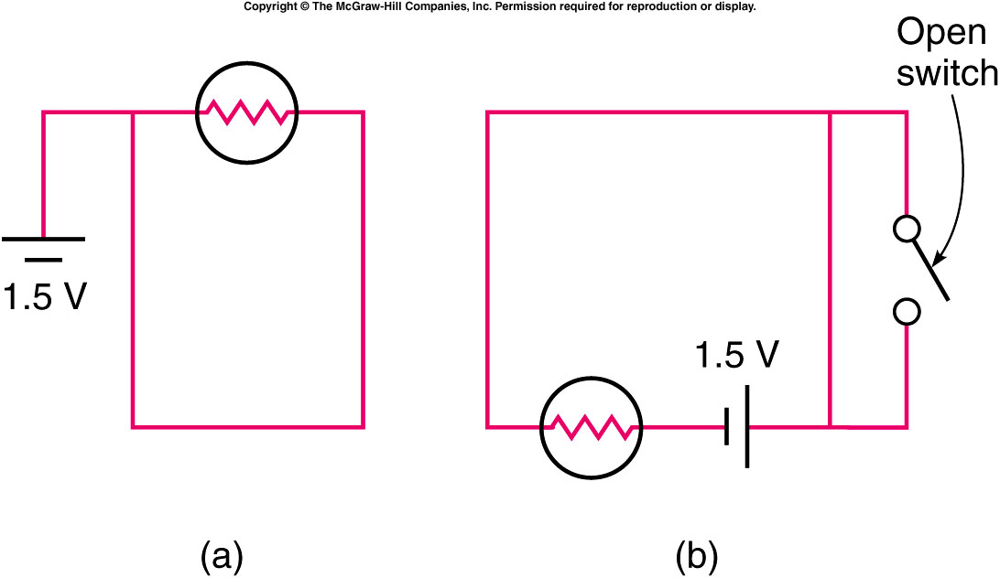 Copyright © The McGraw-Hill Companies, Inc. Permission required for reproduction or display.
Open
switch
1.5 V
1.5 V
(a)
(b)